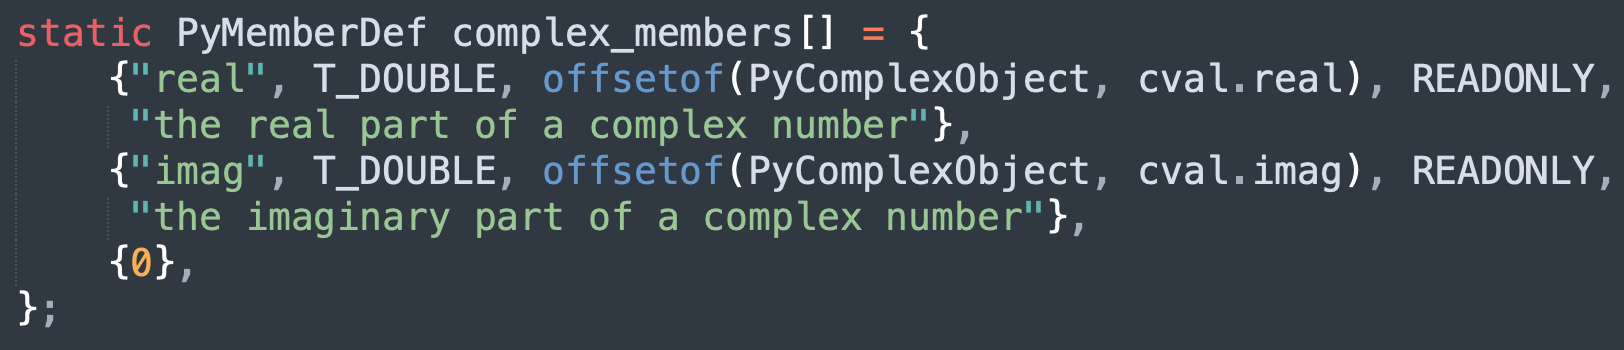 static PyMemberDef complex_members[] = {
    {"real", T_DOUBLE, offsetof(PyComplexObject, cval.real), READONLY,
     "the real part of a complex number"},
    {"imag", T_DOUBLE, offsetof(PyComplexObject, cval.imag), READONLY,
     "the imaginary part of a complex number"},
    {0},
};